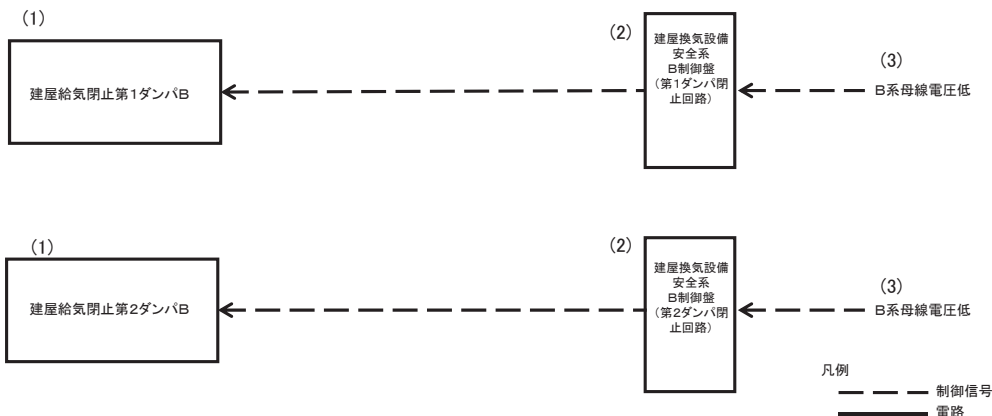 (1)
建屋給気閉止第1ダンパB
(2)
建屋換気設備
安全系
B制御盤
(第1ダンパ閉
止回路)
(3)
B系母線電圧低
(1)
建屋給気閉止第2ダンパB
(2)
建屋換気設備
安全系
B制御盤
(第2ダンパ閉
止回路)
(3)
B系母線電圧低
凡例
制御信号
電路